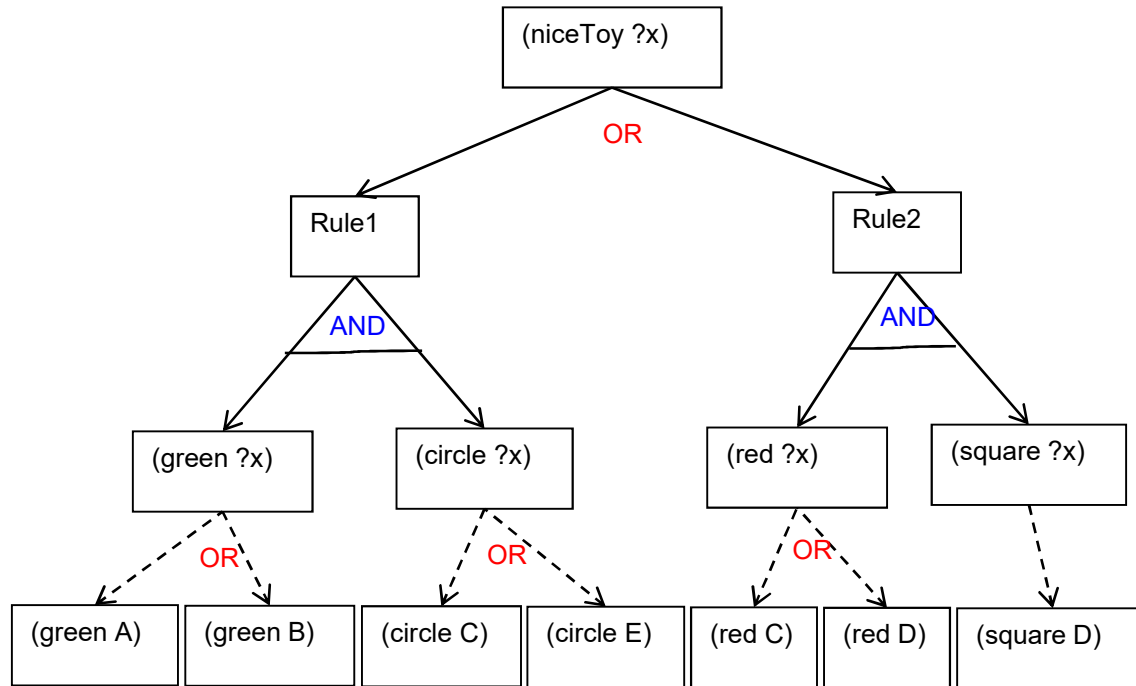 (niceToy ?x)
OR
Rule1
Rule2
AND
AND
(green ?x)
(circle ?x)
(red ?x)
(square ?x)
OR
OR
OR
(green A)
(green B)
(circle C)
(circle E)
(red C)
(red D)
(square D)